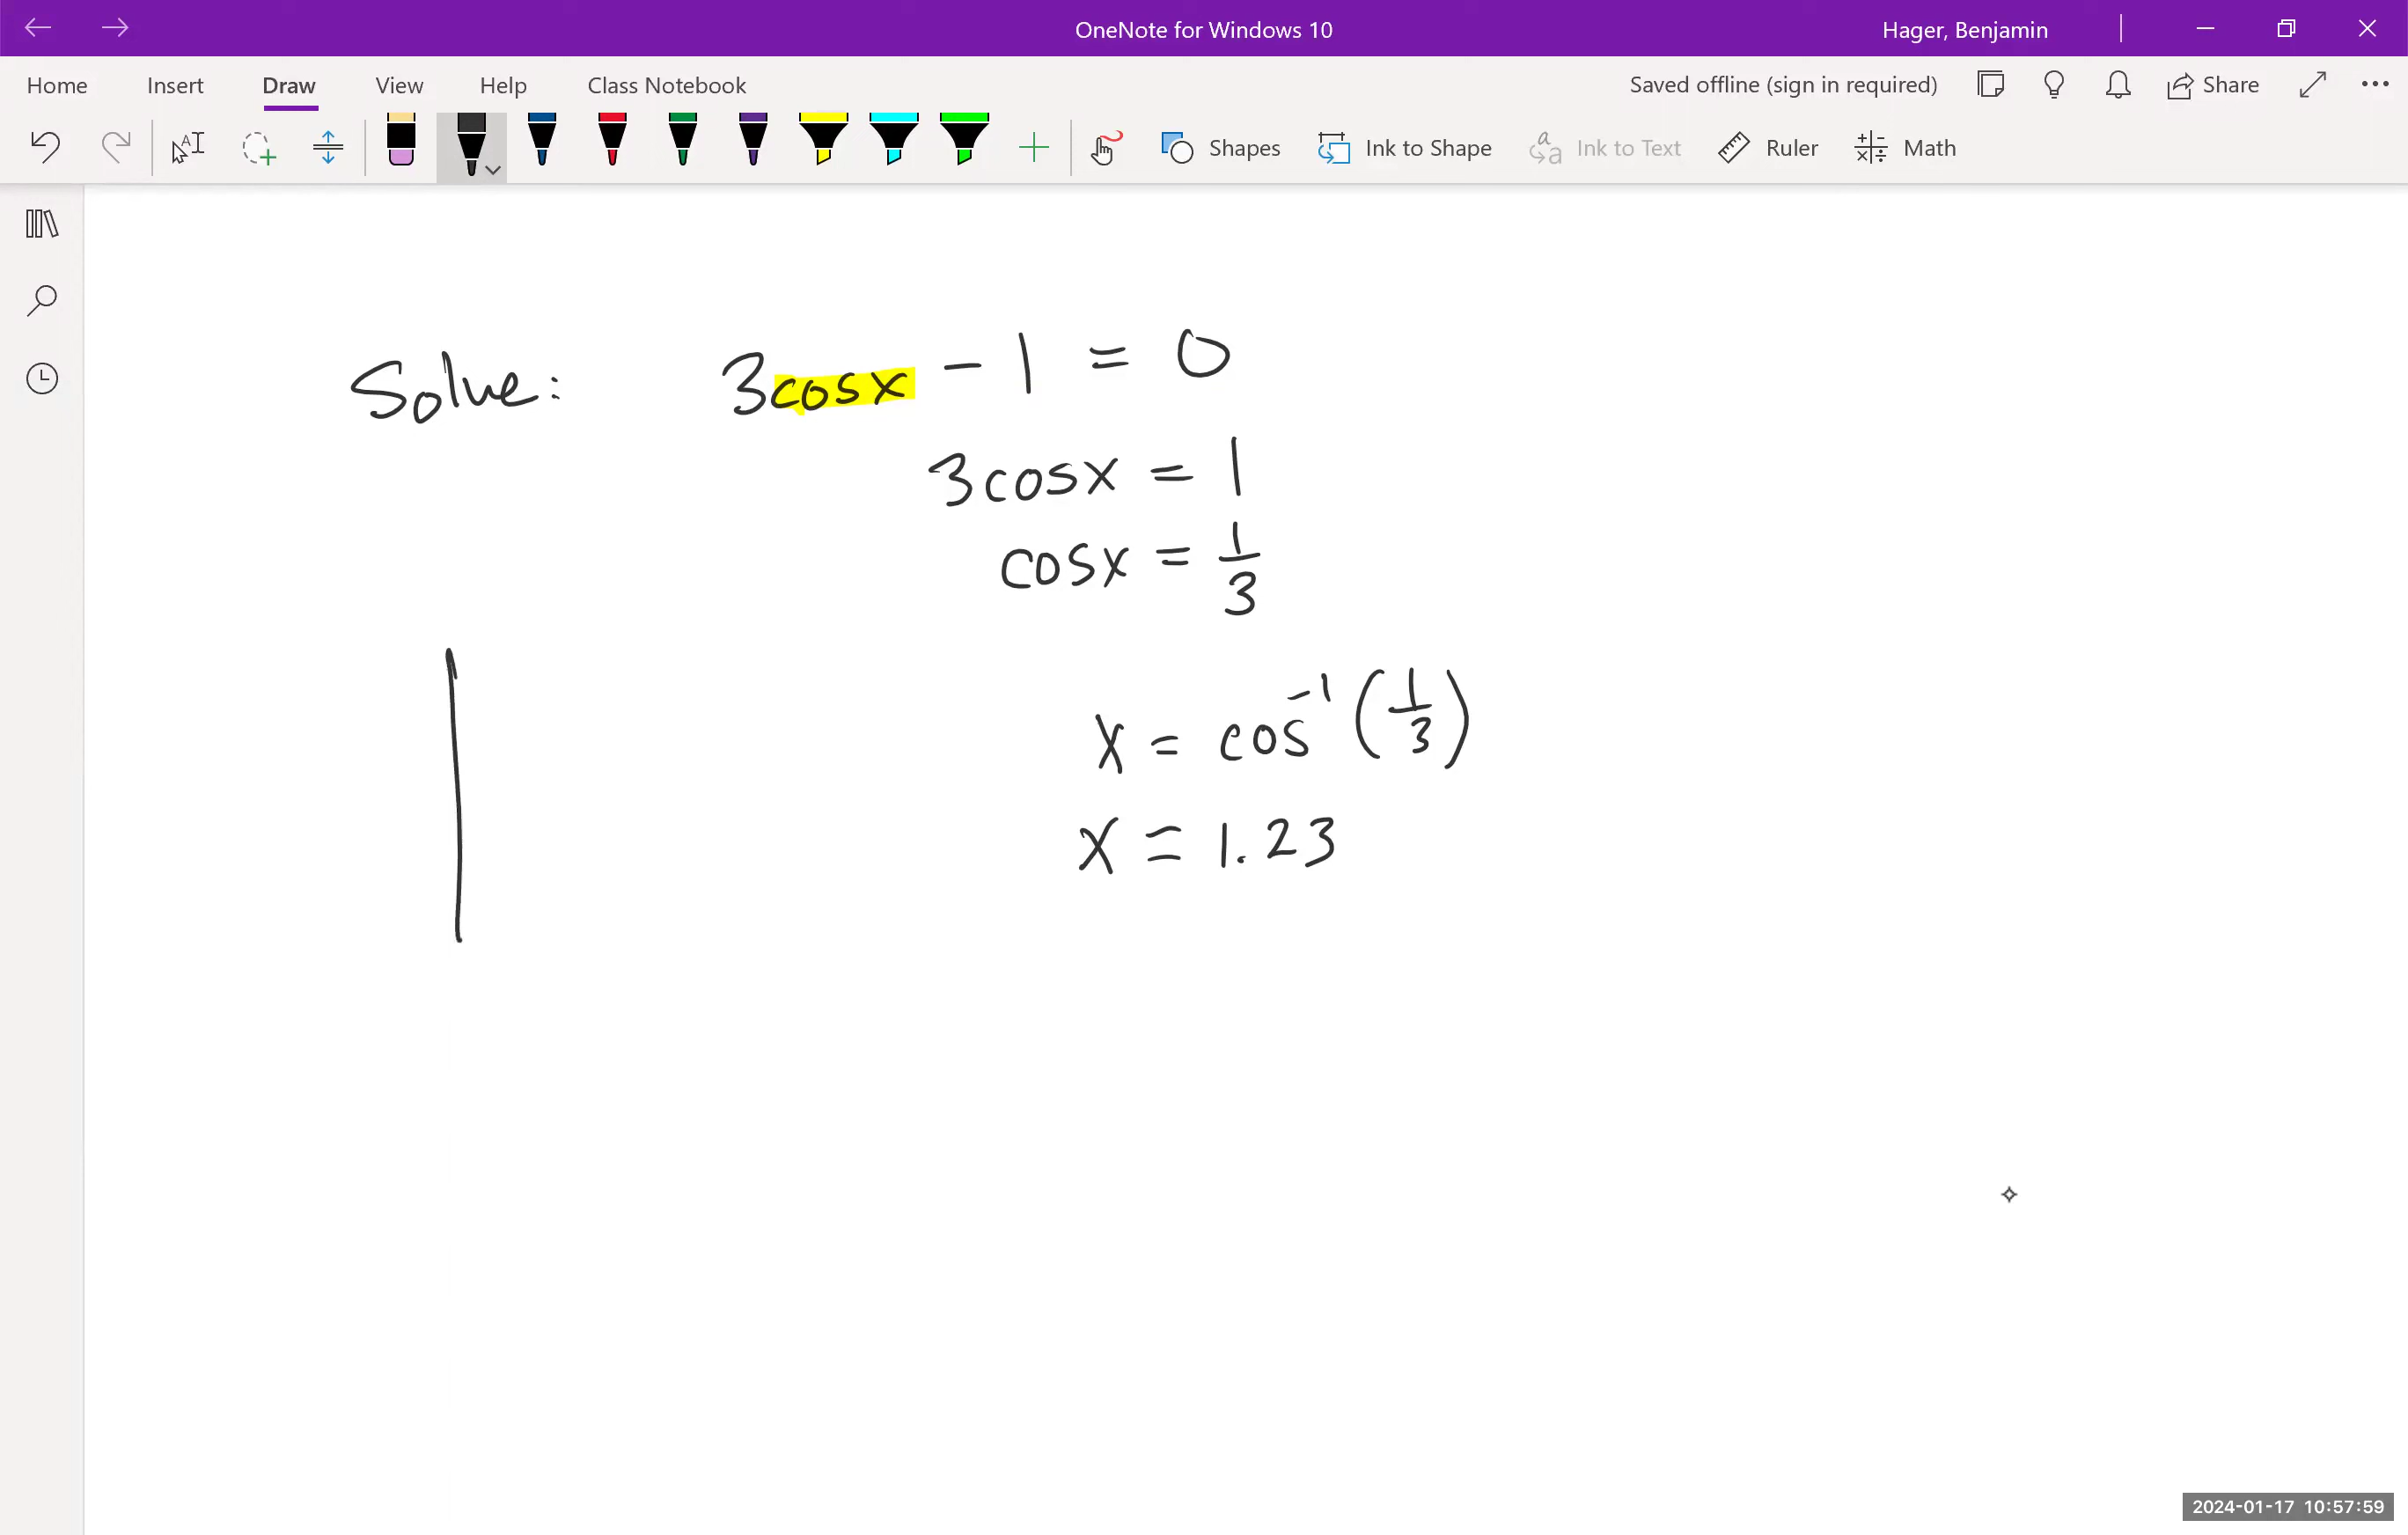 OneNote for Windows 10 Hager, Benjamin
Home Insert Draw View Help Class Notebook Saved offline (sign in required) Share
Shapes Ink to Shape Ink to Text Ruler Math
Solve: 3cosx - 1 = 0
3cosx = 1
cosx = 1/3
x = cos⁻¹(1/3)
x = 1.23
2024-01-17 10:57:59